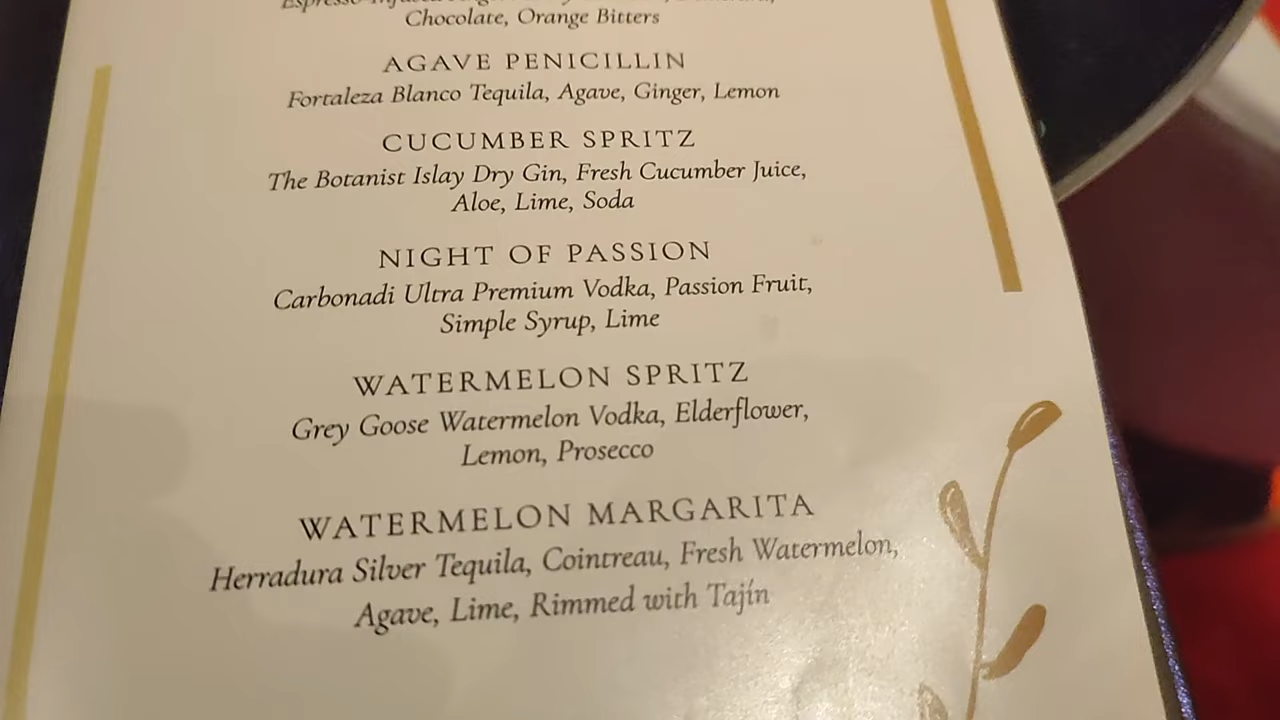 Chocolate, Orange Bitters
AGAVE PENICILLIN
Fortaleza Blanco Tequila, Agave, Ginger, Lemon
CUCUMBER SPRITZ
The Botanist Islay Dry Gin, Fresh Cucumber Juice,
Aloe, Lime, Soda
NIGHT OF PASSION
Carbonadi Ultra Premium Vodka, Passion Fruit,
Simple Syrup, Lime
WATERMELON SPRITZ
Grey Goose Watermelon Vodka, Elderflower,
Lemon, Prosecco
WATERMELON MARGARITA
Herradura Silver Tequila, Cointreau, Fresh Watermelon,
Agave, Lime, Rimmed with Tajín